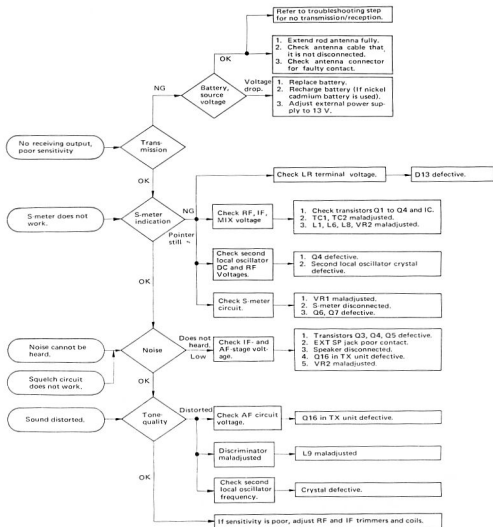 Refer to troubleshooting step
for no transmission/reception.
OK
1. Extend rod antenna fully.
2. Check antenna cable that
it is not disconnected.
3. Check antenna connector
for faulty contact.
Battery,
source
voltage
Voltage
drop.
1. Replace battery.
2. Recharge battery (If nickel
cadmium battery is used).
3. Adjust external power sup-
ply to 13 V.
NG
No receiving output,
poor sensitivity
Trans-
mission
OK
Check LR terminal voltage.
D13 defective.
S-meter does not
work.
S-meter
indication
NG
Pointer
still
Check RF, IF,
MIX voltage
1. Check transistors Q1 to Q4 and IC.
2. TC1, TC2 maladjusted.
3. L1, L6, L8, VR2 maladjusted.
Check second
local oscillator
DC and RF
Voltages.
1. Q4 defective.
2. Second local oscillator crystal
defective.
OK
Check S-meter
circuit.
1. VR1 maladjusted.
2. S-meter disconnected.
3. Q6, Q7 defective.
Noise cannot be
heard.
Squelch circuit
does not work.
Noise
Does not
hear.
Low
Check IF- and
AF-stage volt-
age.
1. Transistors Q3, Q4, Q5 defective.
2. EXT SP jack poor contact.
3. Speaker disconnected.
4. Q16 in TX unit defective.
5. VR2 maladjusted.
OK
Sound distorted.
Tone-
quality
Distorted
Check AF circuit
voltage.
Q16 in TX unit defective.
Discriminator
maladjusted
L9 maladjusted
OK
Check second
local oscillator
frequency.
Crystal defective.
If sensitivity is poor, adjust RF and IF trimmers and coils.